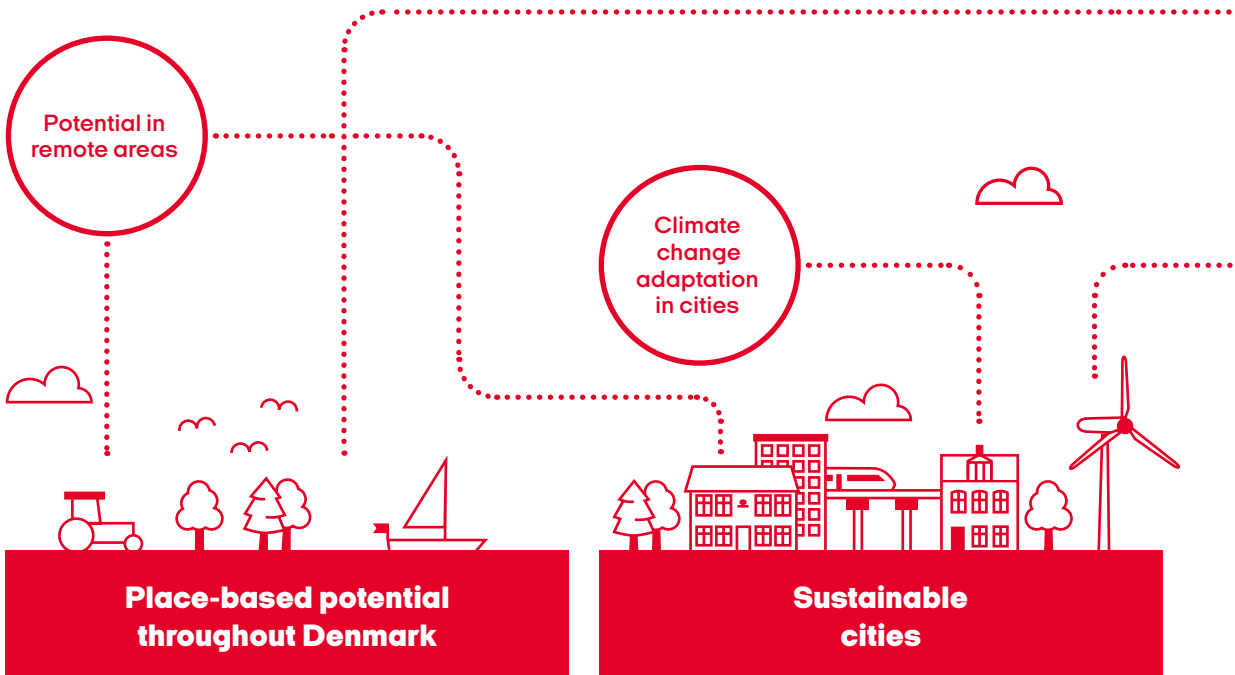 Potential in
remote areas
Climate
change
adaptation
in cities
Place-based potential
throughout Denmark
Sustainable
cities